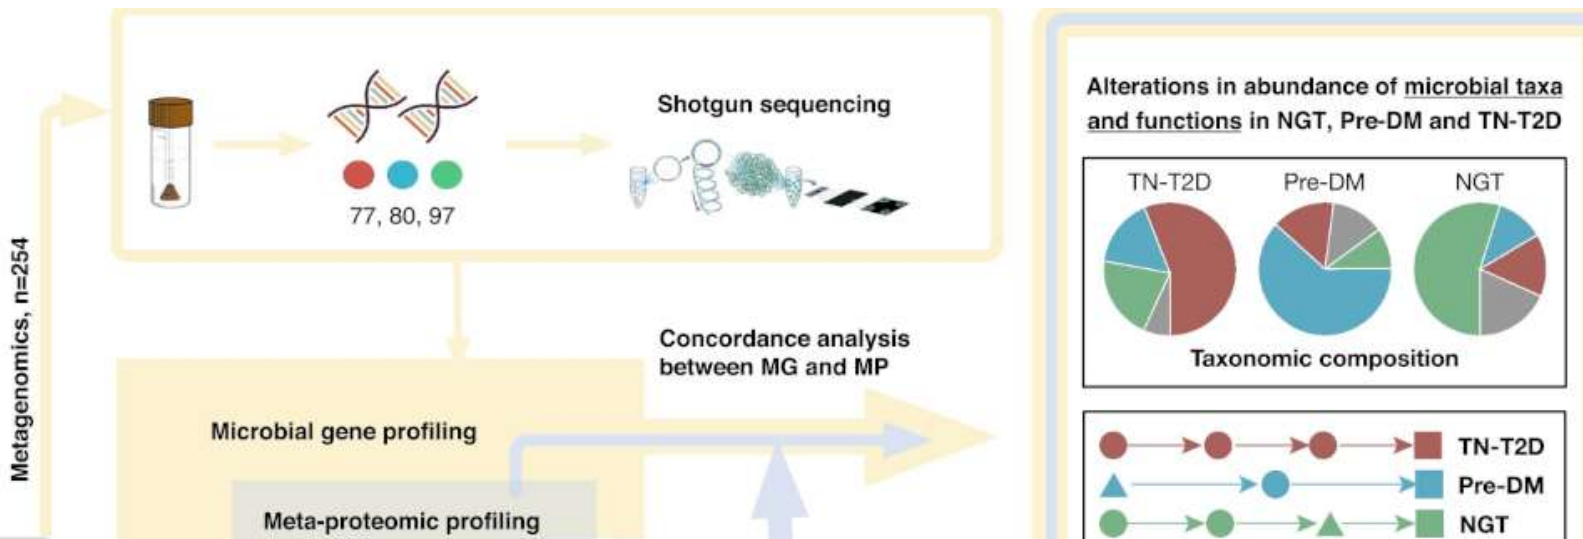 Metagenomics, n=254
77, 80, 97
Shotgun sequencing
Concordance analysis
between MG and MP
Microbial gene profiling
Meta-proteomic profiling
Alterations in abundance of microbial taxa
and functions in NGT, Pre-DM and TN-T2D
TN-T2D Pre-DM NGT
Taxonomic composition
TN-T2D
Pre-DM
NGT